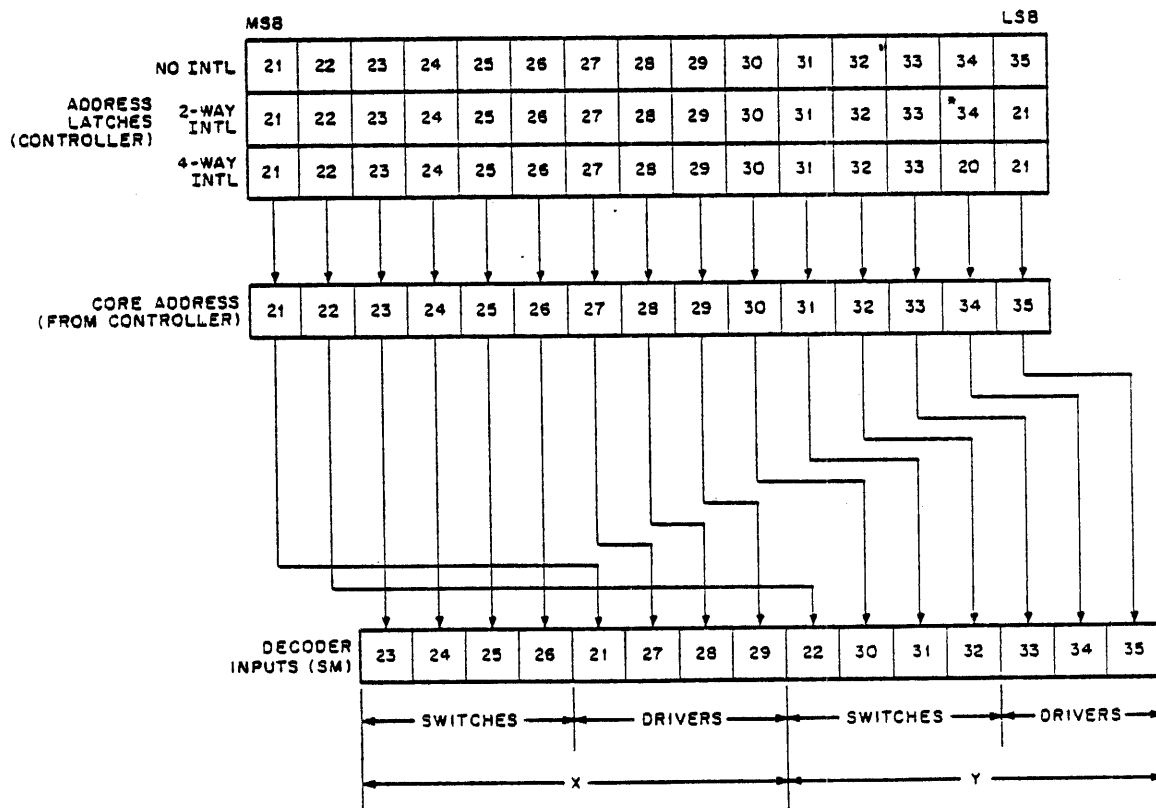 MSB LSB
NO INTL 21 22 23 24 25 26 27 28 29 30 31 32 33 34 35
ADDRESS LATCHES (CONTROLLER)
2-WAY INTL 21 22 23 24 25 26 27 28 29 30 31 32 33 *34 21
4-WAY INTL 21 22 23 24 25 26 27 28 29 30 31 32 33 20 21
CORE ADDRESS (FROM CONTROLLER) 21 22 23 24 25 26 27 28 29 30 31 32 33 34 35
DECODER INPUTS (SM) 23 24 25 26 21 27 28 29 22 30 31 32 33 34 35
SWITCHES DRIVERS SWITCHES DRIVERS
X Y